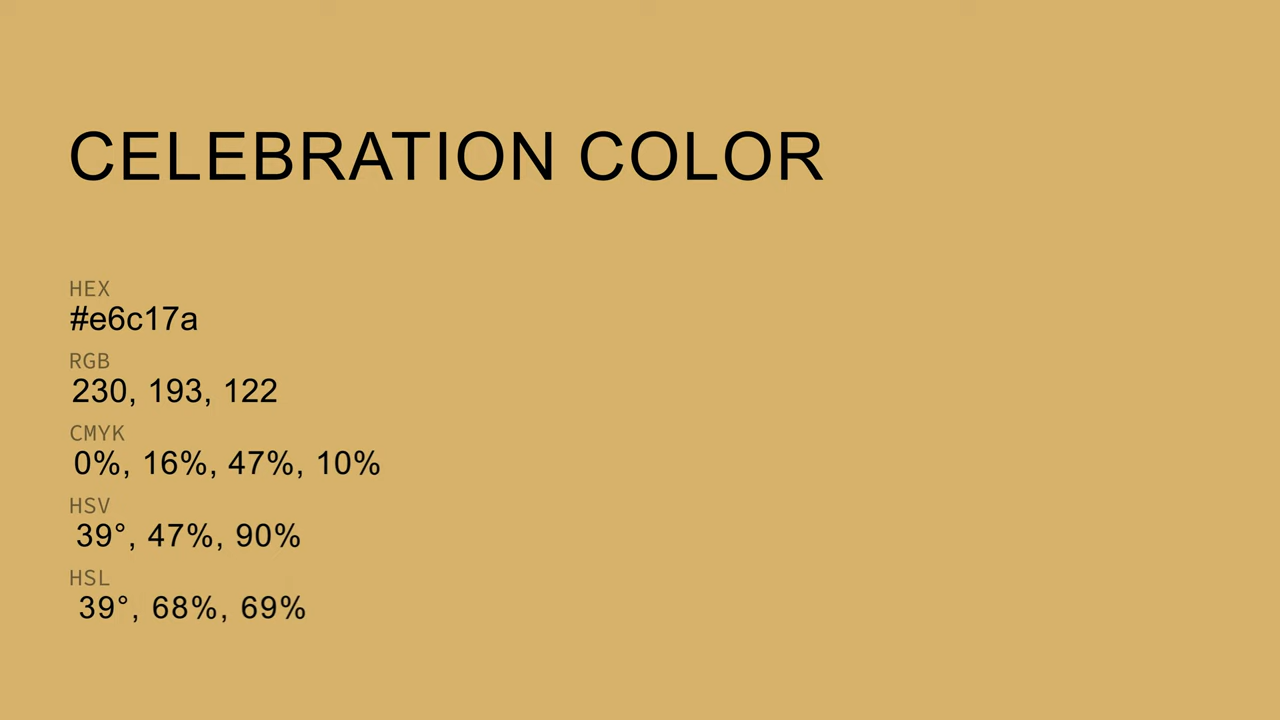 CELEBRATION COLOR
HEX
#e6c17a
RGB
230, 193, 122
CMYK
0%, 16%, 47%, 10%
HSV
39°, 47%, 90%
HSL
39°, 68%, 69%